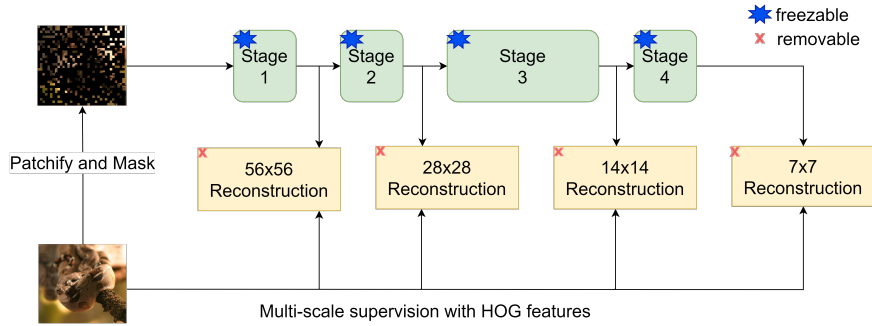 freezable
x removable
Stage
1
Stage
2
Stage
3
Stage
4
Patchify and Mask
x
56x56
Reconstruction
x
28x28
Reconstruction
x
14x14
Reconstruction
x
7x7
Reconstruction
Multi-scale supervision with HOG features